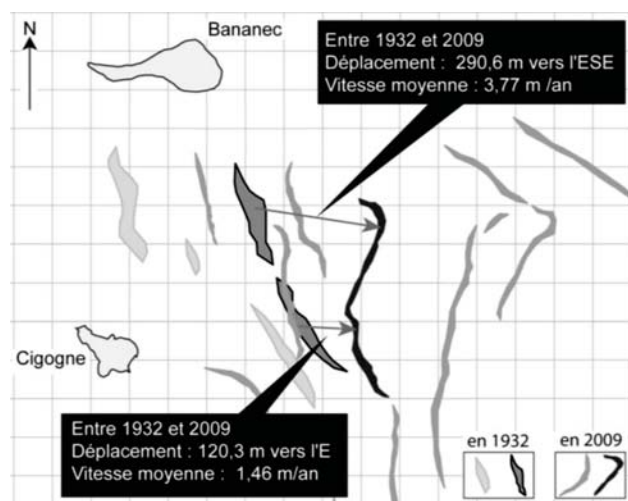 N
Bananec
Entre 1932 et 2009
Déplacement : 290,6 m vers l'ESE
Vitesse moyenne : 3,77 m /an
Cigogne
Entre 1932 et 2009
Déplacement : 120,3 m vers l'E
Vitesse moyenne : 1,46 m/an
en 1932
en 2009